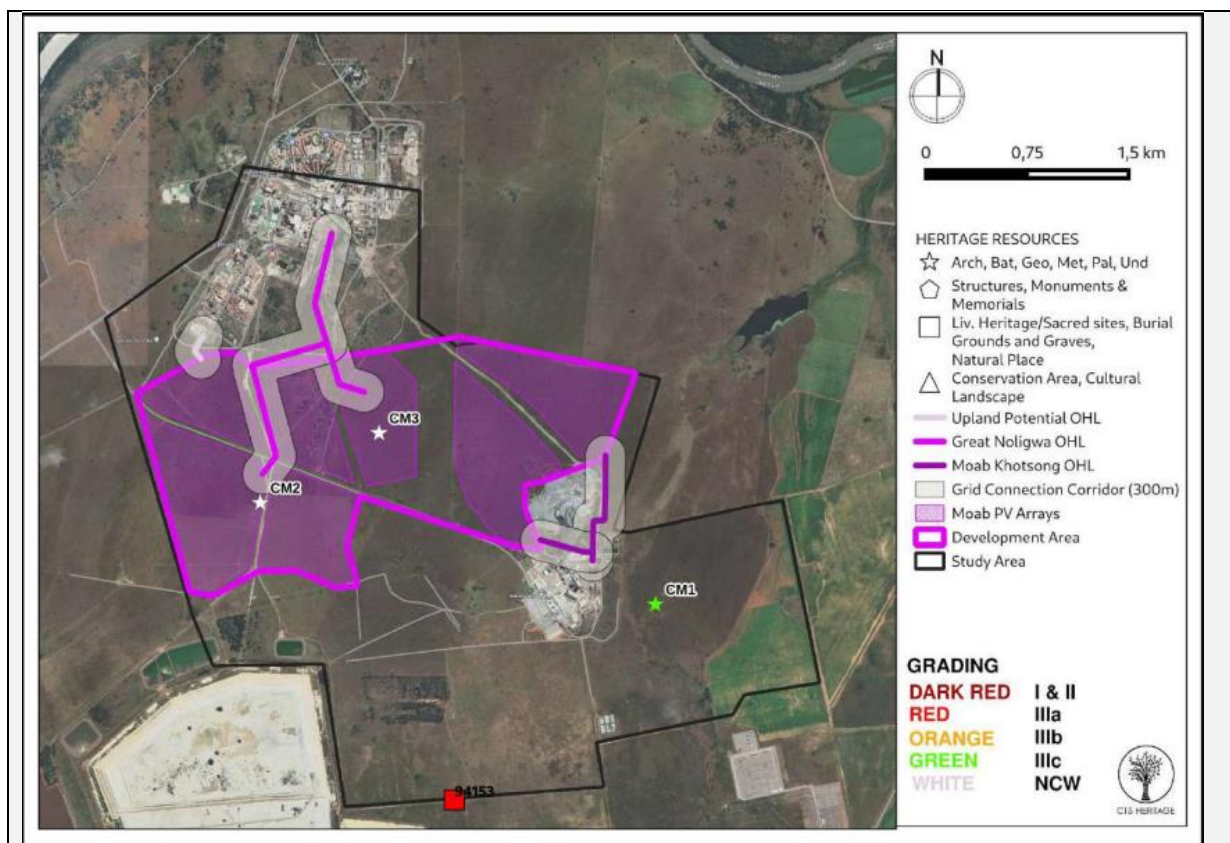 N
0 0,75 1,5 km
HERITAGE RESOURCES
Arch, Bat, Geo, Met, Pal, Und
Structures, Monuments &
Memorials
Liv. Heritage/Sacred sites, Burial
Grounds and Graves,
Natural Place
Conservation Area, Cultural
Landscape
Upland Potential OHL
Great Noligwa OHL
Moab Khotsong OHL
Grid Connection Corridor (300m)
Moab PV Arrays
Development Area
Study Area
GRADING
DARK RED I & II
RED IIIa
ORANGE IIIb
GREEN IIIc
WHITE NCW
CTS HERITAGE
CM3
CM2
CM1
94153